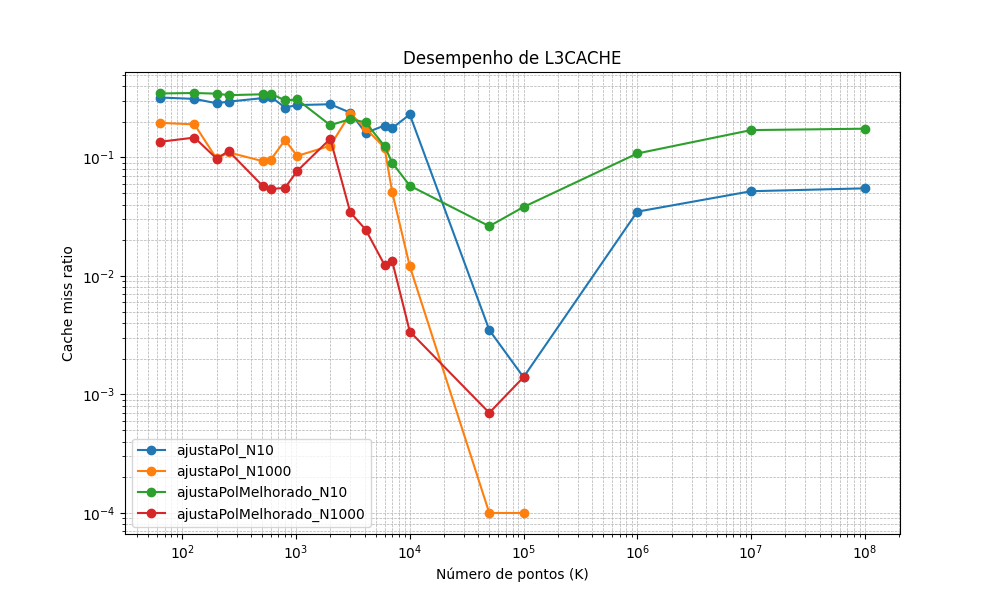 Desempenho de L3CACHE
Cache miss ratio
10⁻¹
10⁻²
10⁻³
10⁻⁴
ajustaPol_N10
ajustaPol_N1000
ajustaPolMelhorado_N10
ajustaPolMelhorado_N1000
10² 10³ 10⁴ 10⁵ 10⁶ 10⁷ 10⁸
Número de pontos (K)